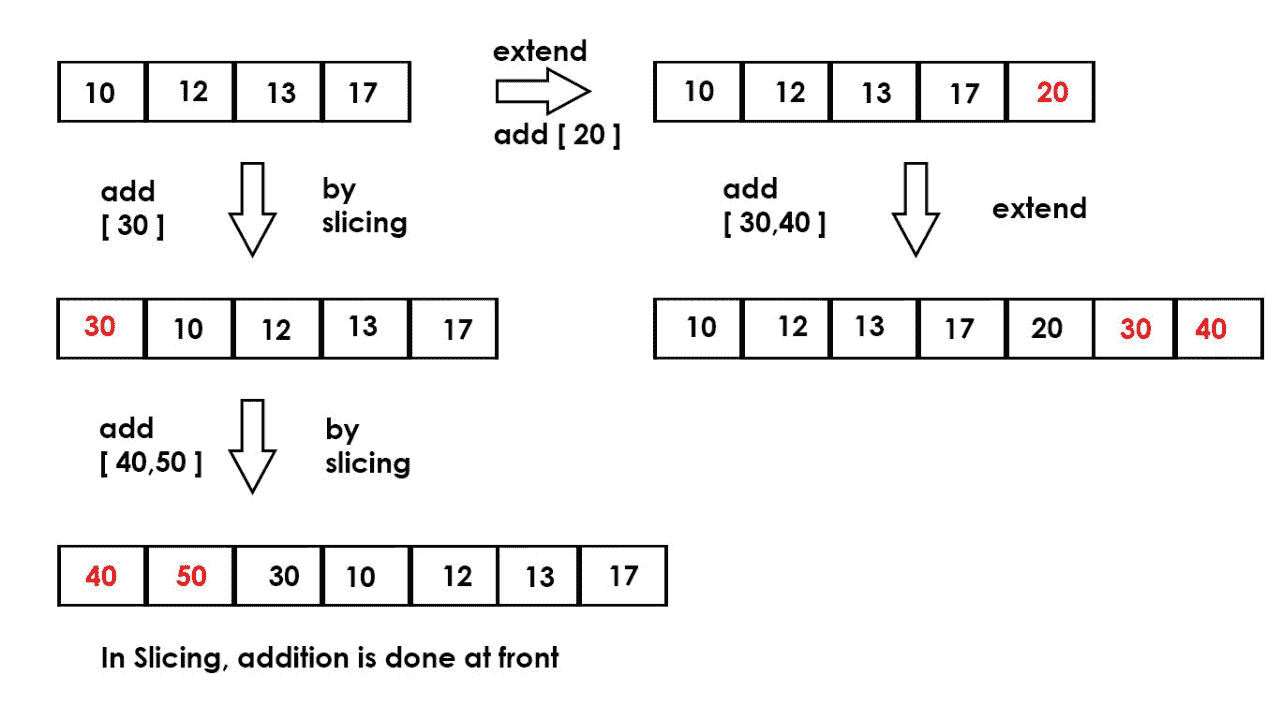 extend
10 12 13 17
10 12 13 17 20
add [ 20 ]
add
[ 30 ]
by
slicing
add
[ 30,40 ]
extend
30 10 12 13 17
10 12 13 17 20 30 40
add
[ 40,50 ]
by
slicing
40 50 30 10 12 13 17
In Slicing, addition is done at front